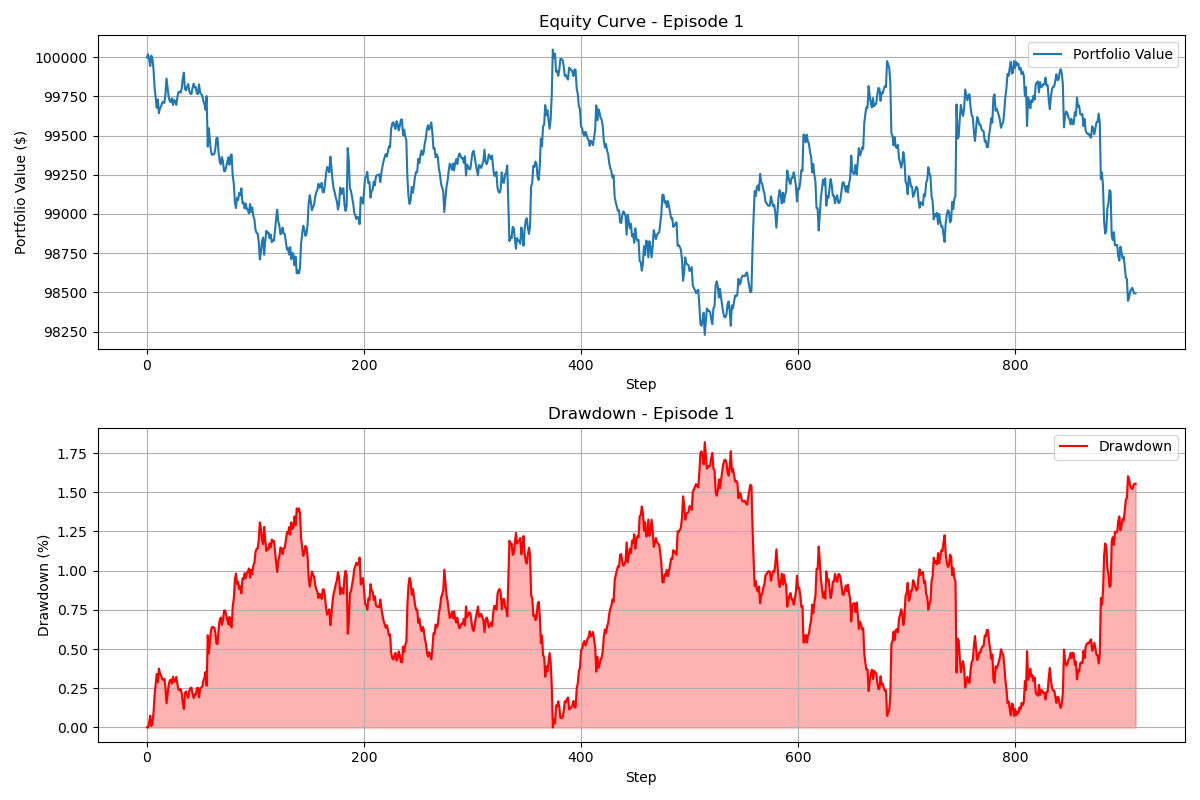 Equity Curve - Episode 1
Portfolio Value
Portfolio Value ($)
100000
99750
99500
99250
99000
98750
98500
98250
0 200 400 600 800
Step
Drawdown - Episode 1
Drawdown
Drawdown (%)
1.75
1.50
1.25
1.00
0.75
0.50
0.25
0.00
0 200 400 600 800
Step